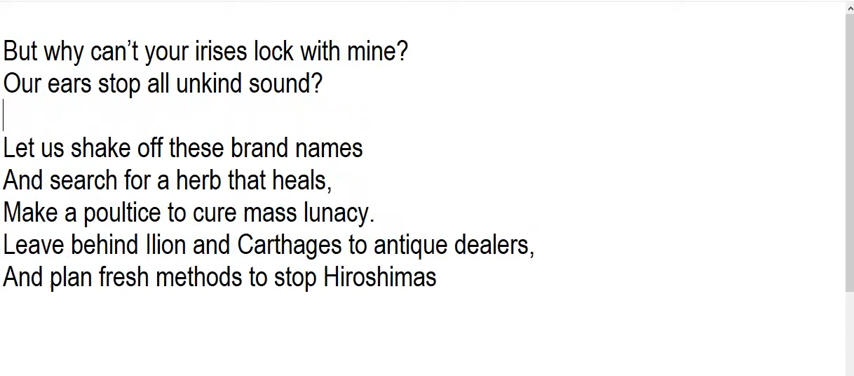 But why can’t your irises lock with mine?
Our ears stop all unkind sound?
Let us shake off these brand names
And search for a herb that heals,
Make a poultice to cure mass lunacy.
Leave behind Ilion and Carthages to antique dealers,
And plan fresh methods to stop Hiroshimas